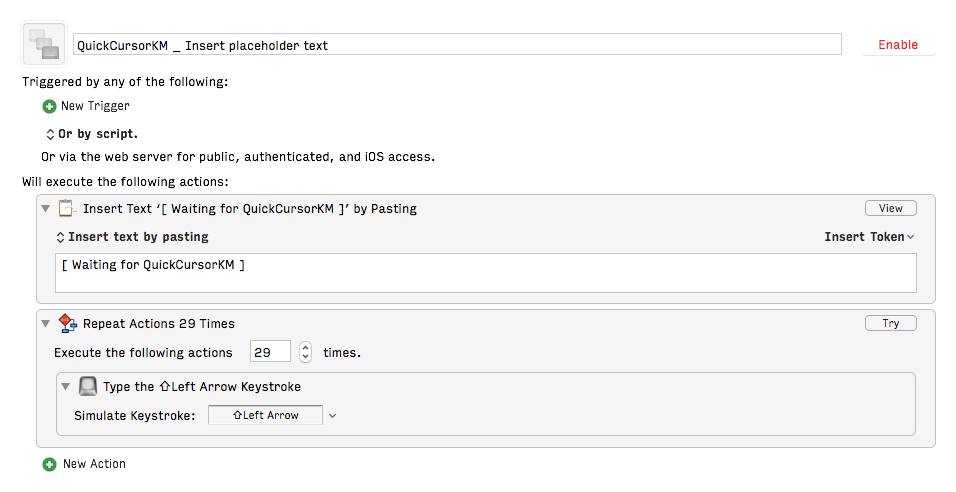 QuickCursorKM _ Insert placeholder text
Enable
Triggered by any of the following:
New Trigger
Or by script.
Or via the web server for public, authenticated, and iOS access.
Will execute the following actions:
Insert Text ‘[ Waiting for QuickCursorKM ]’ by Pasting
View
Insert text by pasting
Insert Token
[ Waiting for QuickCursorKM ]
Repeat Actions 29 Times
Try
Execute the following actions 29 times.
Type the ⇧Left Arrow Keystroke
Simulate Keystroke: ⇧Left Arrow
New Action